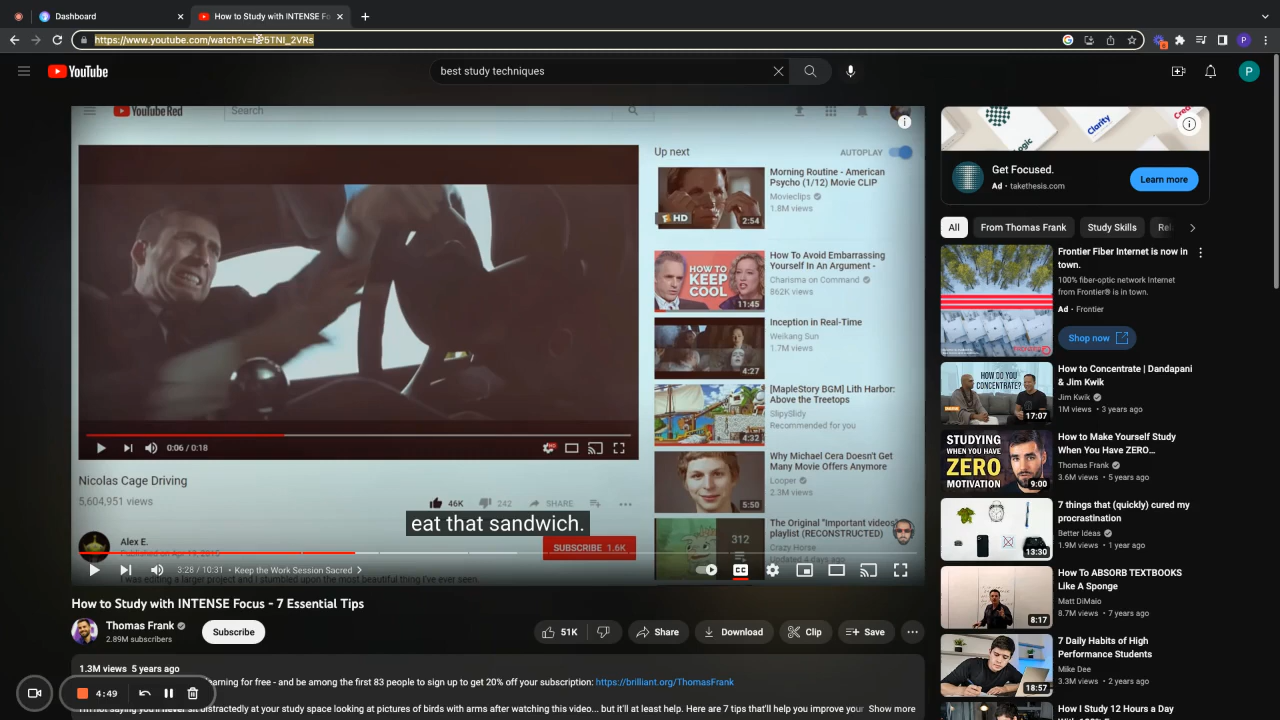 Dashboard
How to Study with INTENSE Fo
YouTube
best study techniques
P
YouTube Red
Search
Up next
AUTOPLAY
Morning Routine - American
Psycho (1/12) Movie CLIP
Movieclips
1.8M views
HD
2:54
How To Avoid Embarrassing
Yourself In An Argument -
Charisma on Command
862K views
HOW TO
KEEP
COOL
11:45
Inception in Real-Time
Weikang Sun
1.7M views
4:27
[MapleStory BGM] Lith Harbor:
Above the Treetops
SlipySlidy
Recommended for you
4:32
Why Michael Cera Doesn't Get
Many Movie Offers Anymore
Looper
2.3M views
5:50
The Original "Important videos"
playlist (RECONSTRUCTED)
Crazy Horse
312
0:06 / 0:18
Nicolas Cage Driving
5,604,951 views
46K
242
SHARE
Alex E.
SUBSCRIBE 1.6K
I was editing a larger project and I stumbled upon the most beautiful thing I've ever seen.
eat that sandwich.
3:28 / 10:31 • Keep the Work Session Sacred
CC
How to Study with INTENSE Focus - 7 Essential Tips
Thomas Frank
2.89M subscribers
Subscribe
51K
Share
Download
Clip
Save
1.3M views 5 years ago
earning for free - and be among the first 83 people to sign up to get 20% off your subscription: https://brilliant.org/ThomasFrank
I'm not saying you'll never sit distractedly at your study space looking at pictures of birds with arms after watching this video... but it'll at least help. Here are 7 tips that'll help you improve your Show more
4:49
Logic
Clarity
Get Focused.
Ad • takethesis.com
Learn more
All
From Thomas Frank
Study Skills
Rel
Frontier Fiber Internet is now in
town.
100% fiber-optic network Internet
from Frontier® is in town.
Ad • Frontier
Shop now
How to Concentrate | Dandapani
& Jim Kwik
Jim Kwik
1M views • 3 years ago
HOW DO YOU
CONCENTRATE?
17:07
How to Make Yourself Study
When You Have ZERO...
Thomas Frank
3.6M views • 5 years ago
STUDYING
WHEN YOU HAVE
ZERO
MOTIVATION
9:00
7 things that (quickly) cured my
procrastination
Better Ideas
1.9M views • 1 year ago
13:30
How To ABSORB TEXTBOOKS
Like A Sponge
Matt DiMaio
8.7M views • 7 years ago
8:17
7 Daily Habits of High
Performance Students
Mike Dee
3.3M views • 2 years ago
18:57
How I Study 12 Hours a Day